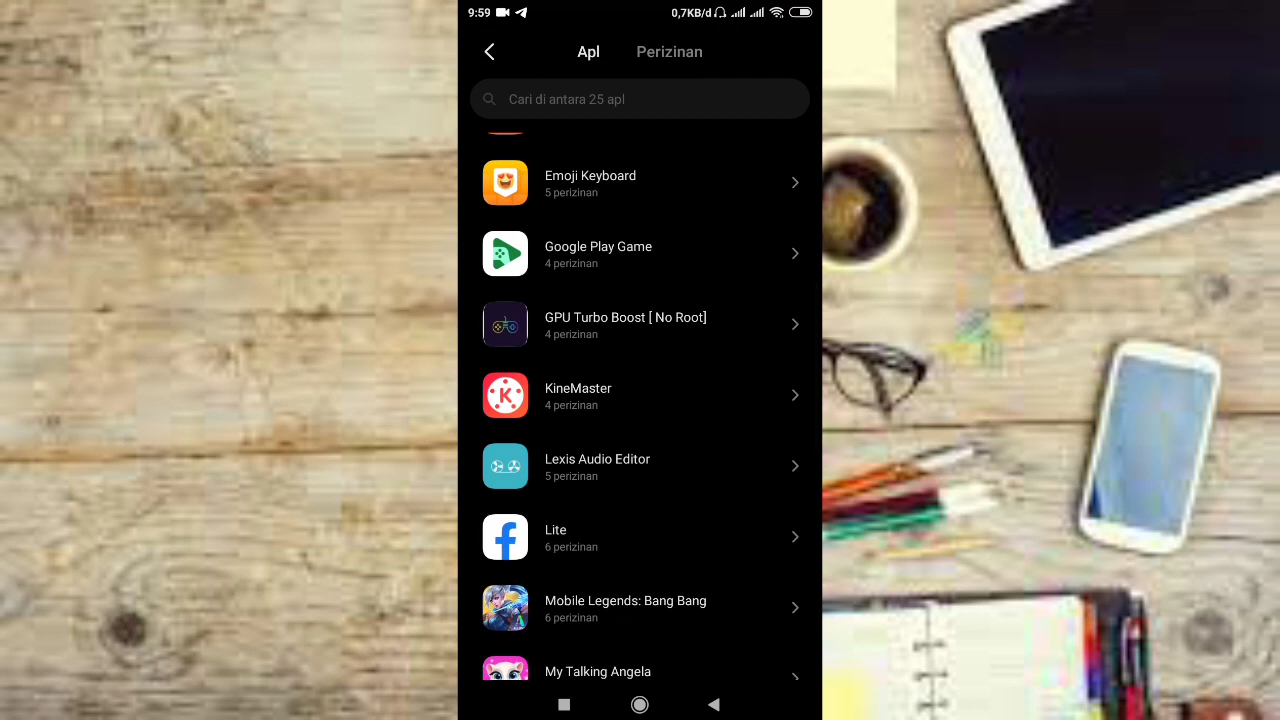 9:59
0,7KB/d
Apl
Perizinan
Cari di antara 25 apl
Emoji Keyboard
5 perizinan
Google Play Game
4 perizinan
GPU Turbo Boost [ No Root]
4 perizinan
KineMaster
4 perizinan
Lexis Audio Editor
5 perizinan
Lite
6 perizinan
Mobile Legends: Bang Bang
6 perizinan
My Talking Angela